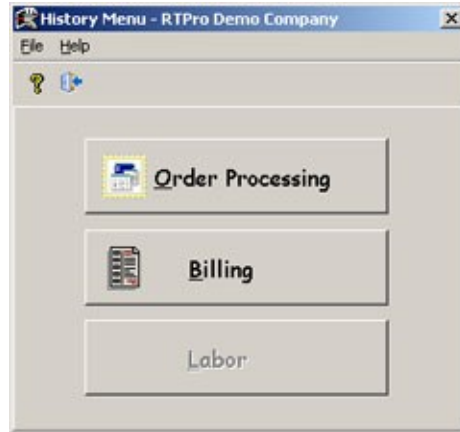 History Menu - RTPro Demo Company
File Help
Order Processing
Billing
Labor